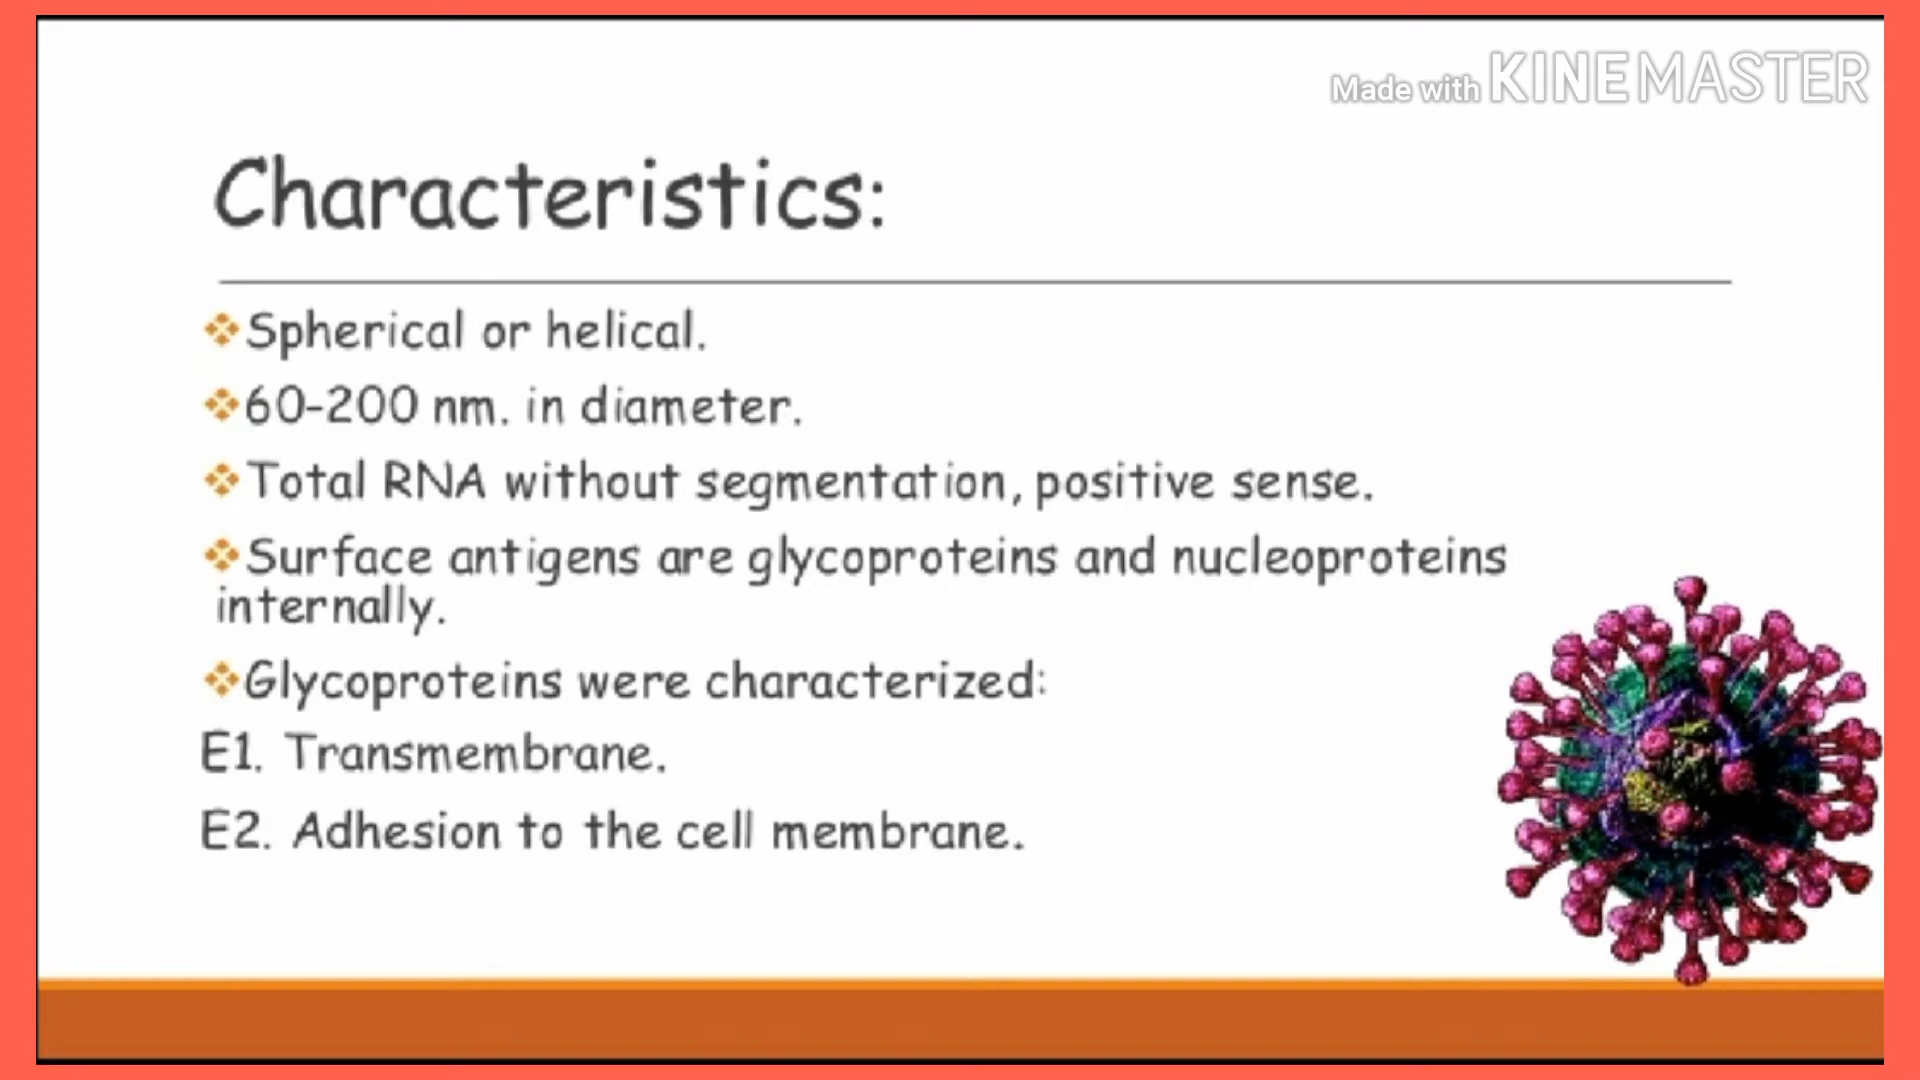 Made with KINEMASTER
Characteristics:
Spherical or helical.
60-200 nm. in diameter.
Total RNA without segmentation, positive sense.
Surface antigens are glycoproteins and nucleoproteins
internally.
Glycoproteins were characterized:
E1. Transmembrane.
E2. Adhesion to the cell membrane.